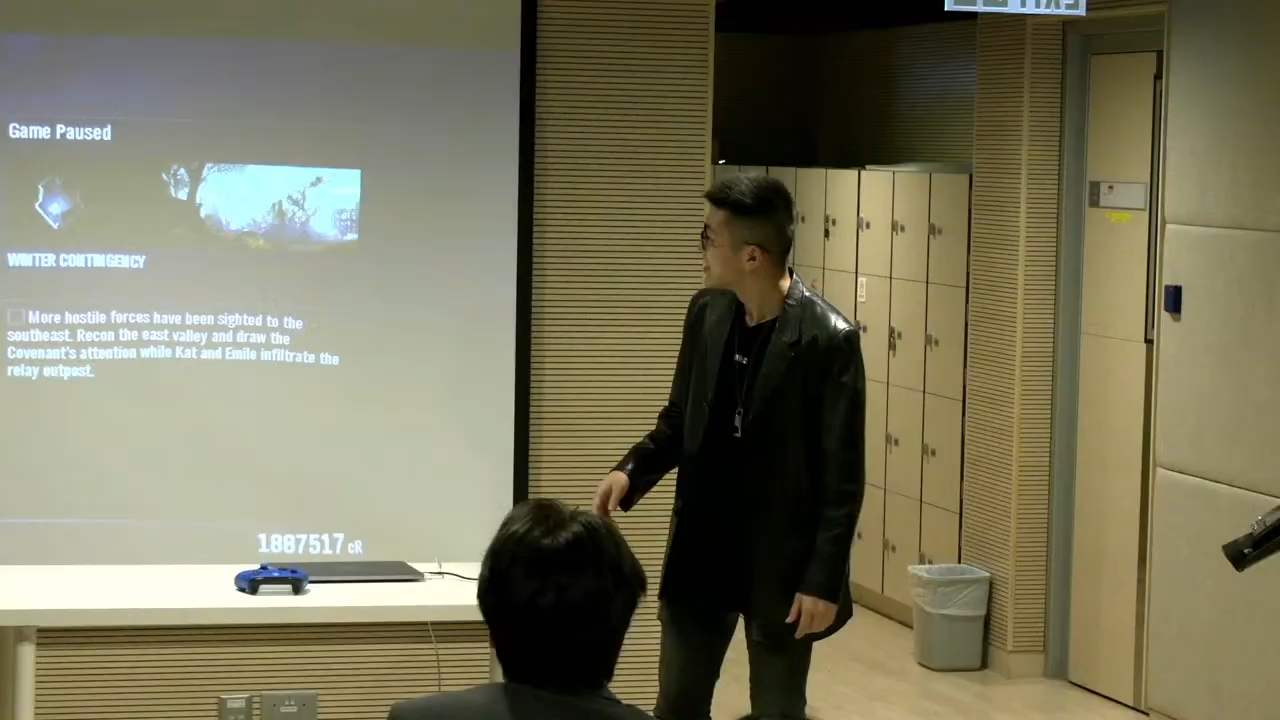 EXIT
Game Paused
WINTER CONTINGENCY
More hostile forces have been sighted to the
southeast. Recon the east valley and draw the
Covenant's attention while Kat and Emile infiltrate the
relay outpost.
1887517 cR